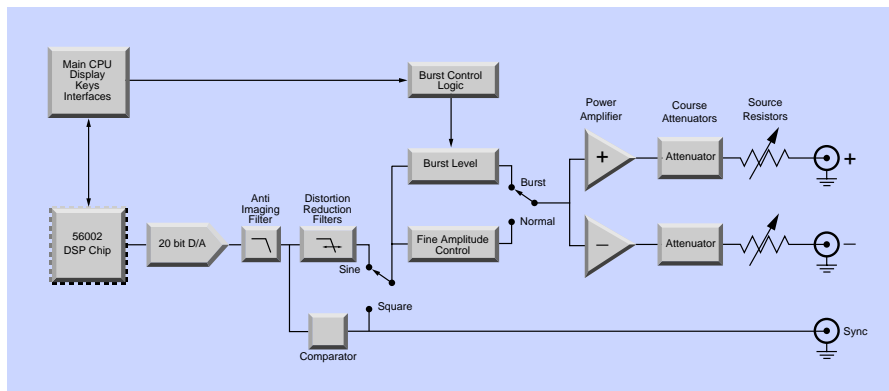 Main CPU
Display
Keys
Interfaces
Burst Control
Logic
Power
Amplifier
Course
Attenuators
Source
Resistors
Burst Level
Burst
+
Attenuator
+
Anti
Imaging
Filter
Distortion
Reduction
Filters
56002
DSP Chip
20 bit D/A
Sine
Fine Amplitude
Control
Normal
−
Attenuator
−
Square
Comparator
Sync